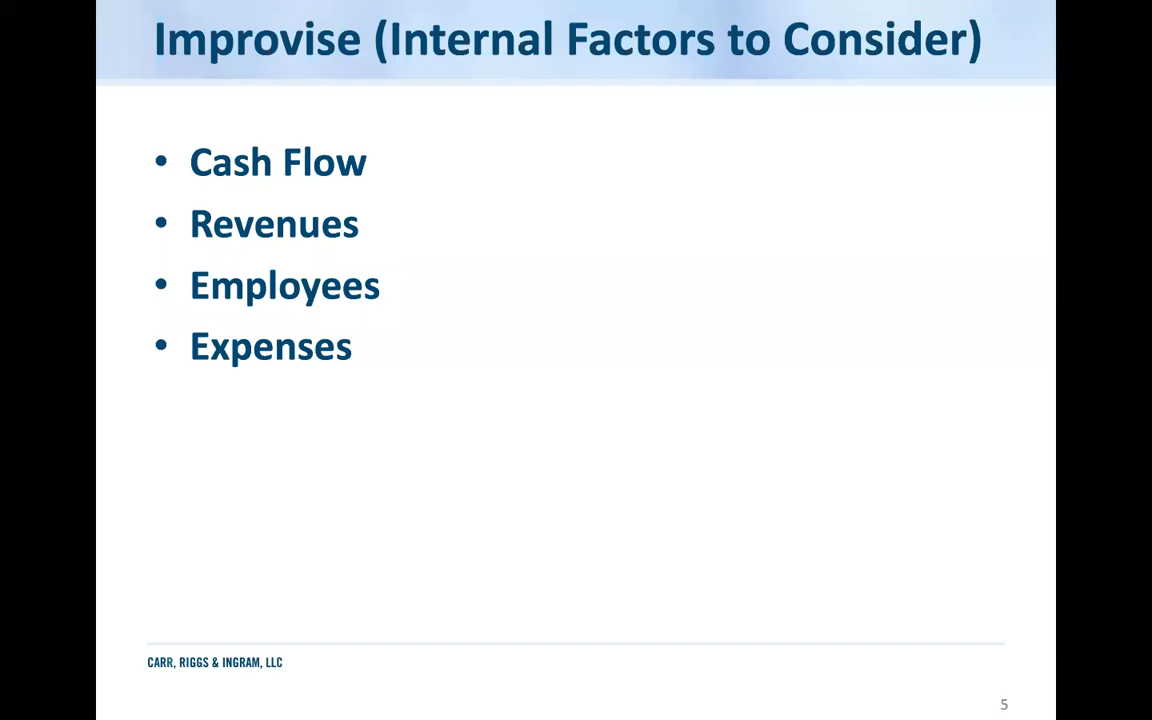 Improvise (Internal Factors to Consider)
• Cash Flow
• Revenues
• Employees
• Expenses
CARR, RIGGS & INGRAM, LLC
5